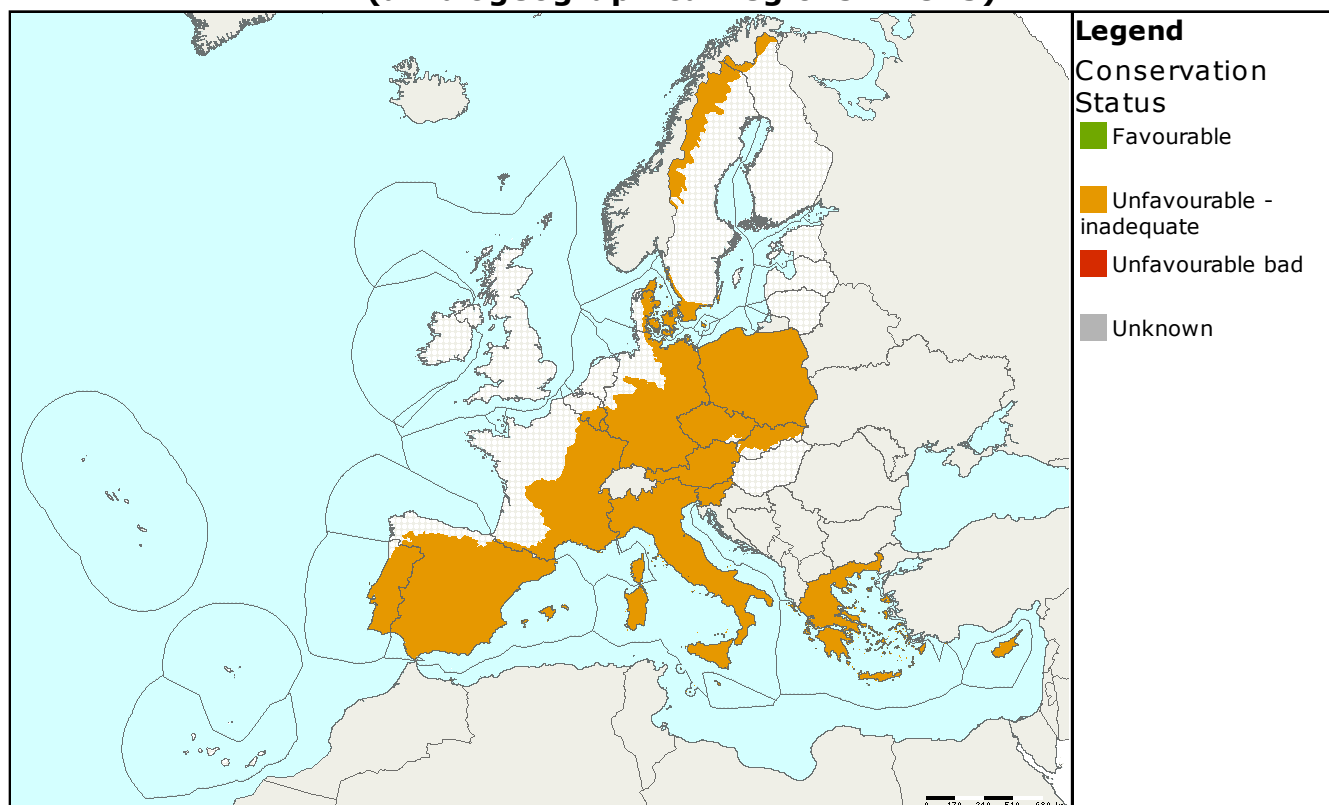 Legend
Conservation
Status
Favourable
Unfavourable -
inadequate
Unfavourable bad
Unknown